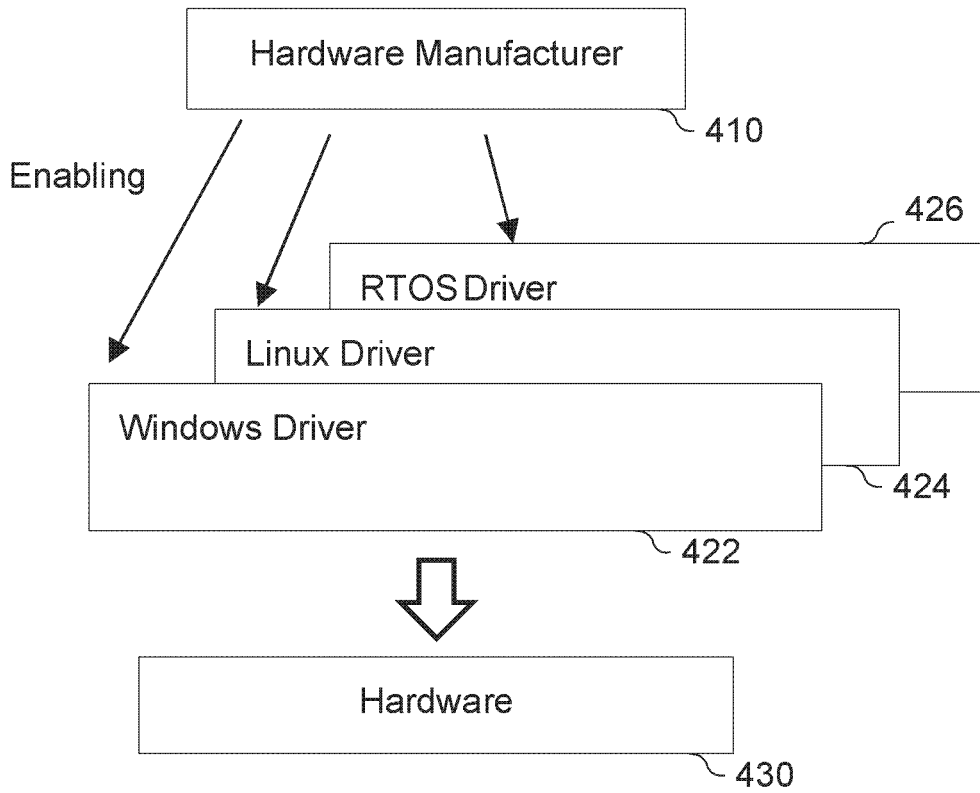 Hardware Manufacturer
410
Enabling
426
RTOS Driver
Linux Driver
Windows Driver
424
422
Hardware
430